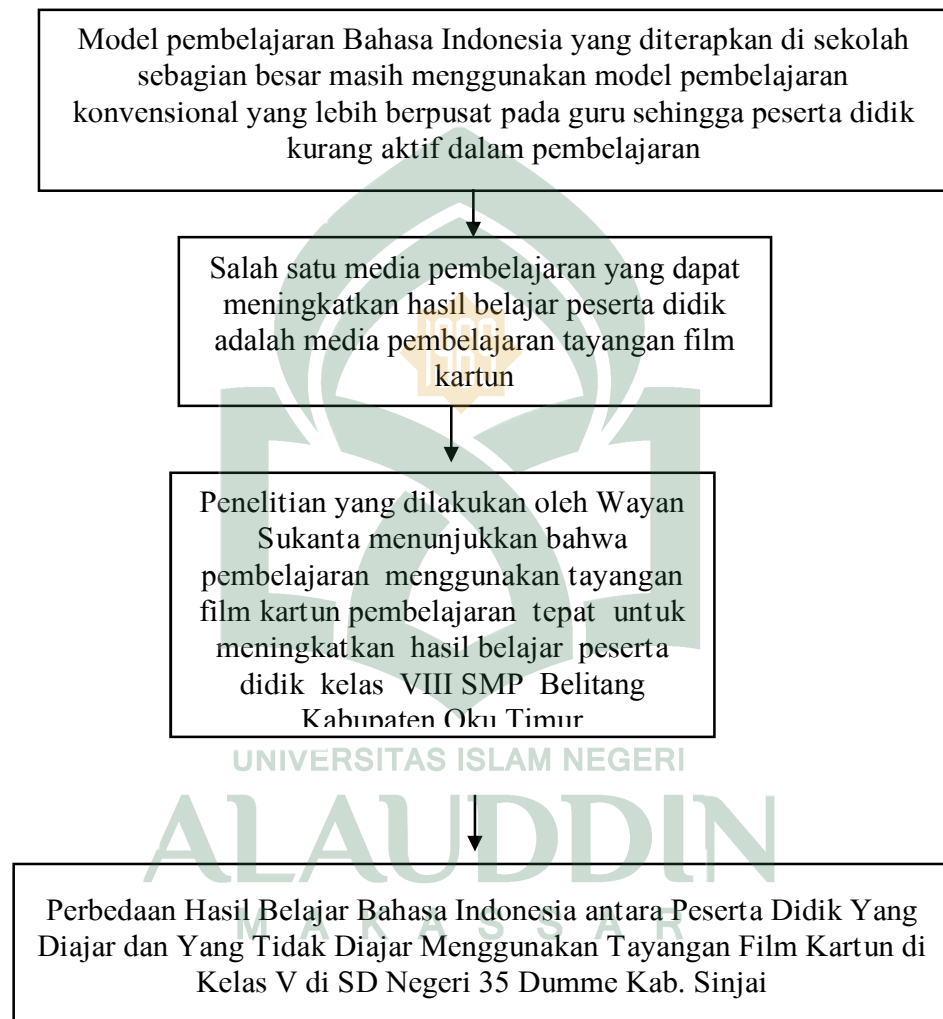 Model pembelajaran Bahasa Indonesia yang diterapkan di sekolah
sebagian besar masih menggunakan model pembelajaran
konvensional yang lebih berpusat pada guru sehingga peserta didik
kurang aktif dalam pembelajaran
Salah satu media pembelajaran yang dapat
meningkatkan hasil belajar peserta didik
adalah media pembelajaran tayangan film
kartun
Penelitian yang dilakukan oleh Wayan
Sukanta menunjukkan bahwa
pembelajaran menggunakan tayangan
film kartun pembelajaran tepat untuk
meningkatkan hasil belajar peserta
didik kelas VIII SMP Belitang
Kabupaten Oku Timur
UNIVERSITAS ISLAM NEGERI
ALAUDDIN
MAKASSAR
Perbedaan Hasil Belajar Bahasa Indonesia antara Peserta Didik Yang
Diajar dan Yang Tidak Diajar Menggunakan Tayangan Film Kartun di
Kelas V di SD Negeri 35 Dumme Kab. Sinjai